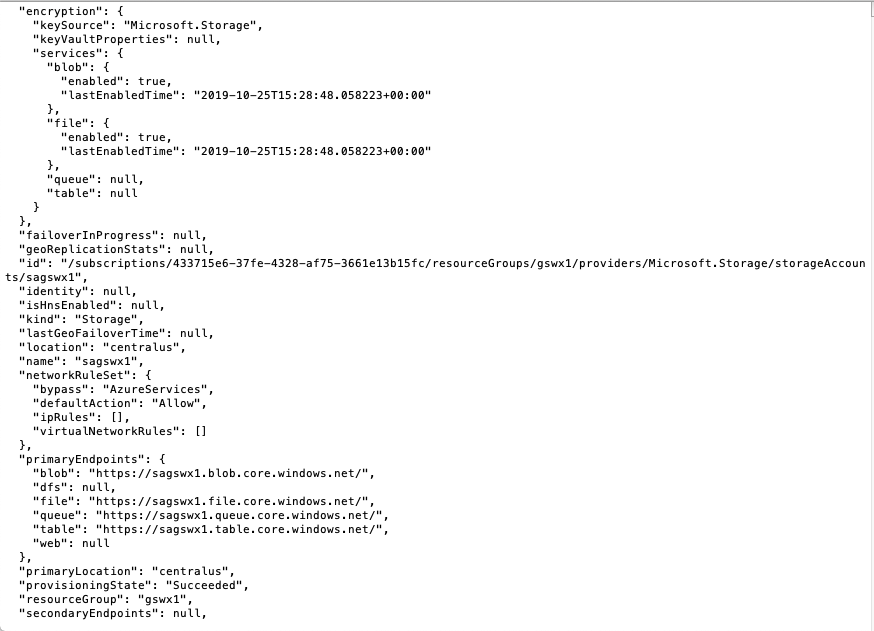 "encryption": {
"keySource": "Microsoft.Storage",
"keyVaultProperties": null,
"services": {
"blob": {
"enabled": true,
"lastEnabledTime": "2019-10-25T15:28:48.058223+00:00"
},
"file": {
"enabled": true,
"lastEnabledTime": "2019-10-25T15:28:48.058223+00:00"
},
"queue": null,
"table": null
}
},
"failoverInProgress": null,
"geoReplicationStats": null,
"id": "/subscriptions/433715e6-37fe-4328-af75-3661e13b15fc/resourceGroups/gswx1/providers/Microsoft.Storage/storageAccoun
ts/sagswx1",
"identity": null,
"isHnsEnabled": null,
"kind": "Storage",
"lastGeoFailoverTime": null,
"location": "centralus",
"name": "sagswx1",
"networkRuleSet": {
"bypass": "AzureServices",
"defaultAction": "Allow",
"ipRules": [],
"virtualNetworkRules": []
},
"primaryEndpoints": {
"blob": "https://sagswx1.blob.core.windows.net/",
"dfs": null,
"file": "https://sagswx1.file.core.windows.net/",
"queue": "https://sagswx1.queue.core.windows.net/",
"table": "https://sagswx1.table.core.windows.net/",
"web": null
},
"primaryLocation": "centralus",
"provisioningState": "Succeeded",
"resourceGroup": "gswx1",
"secondaryEndpoints": null,